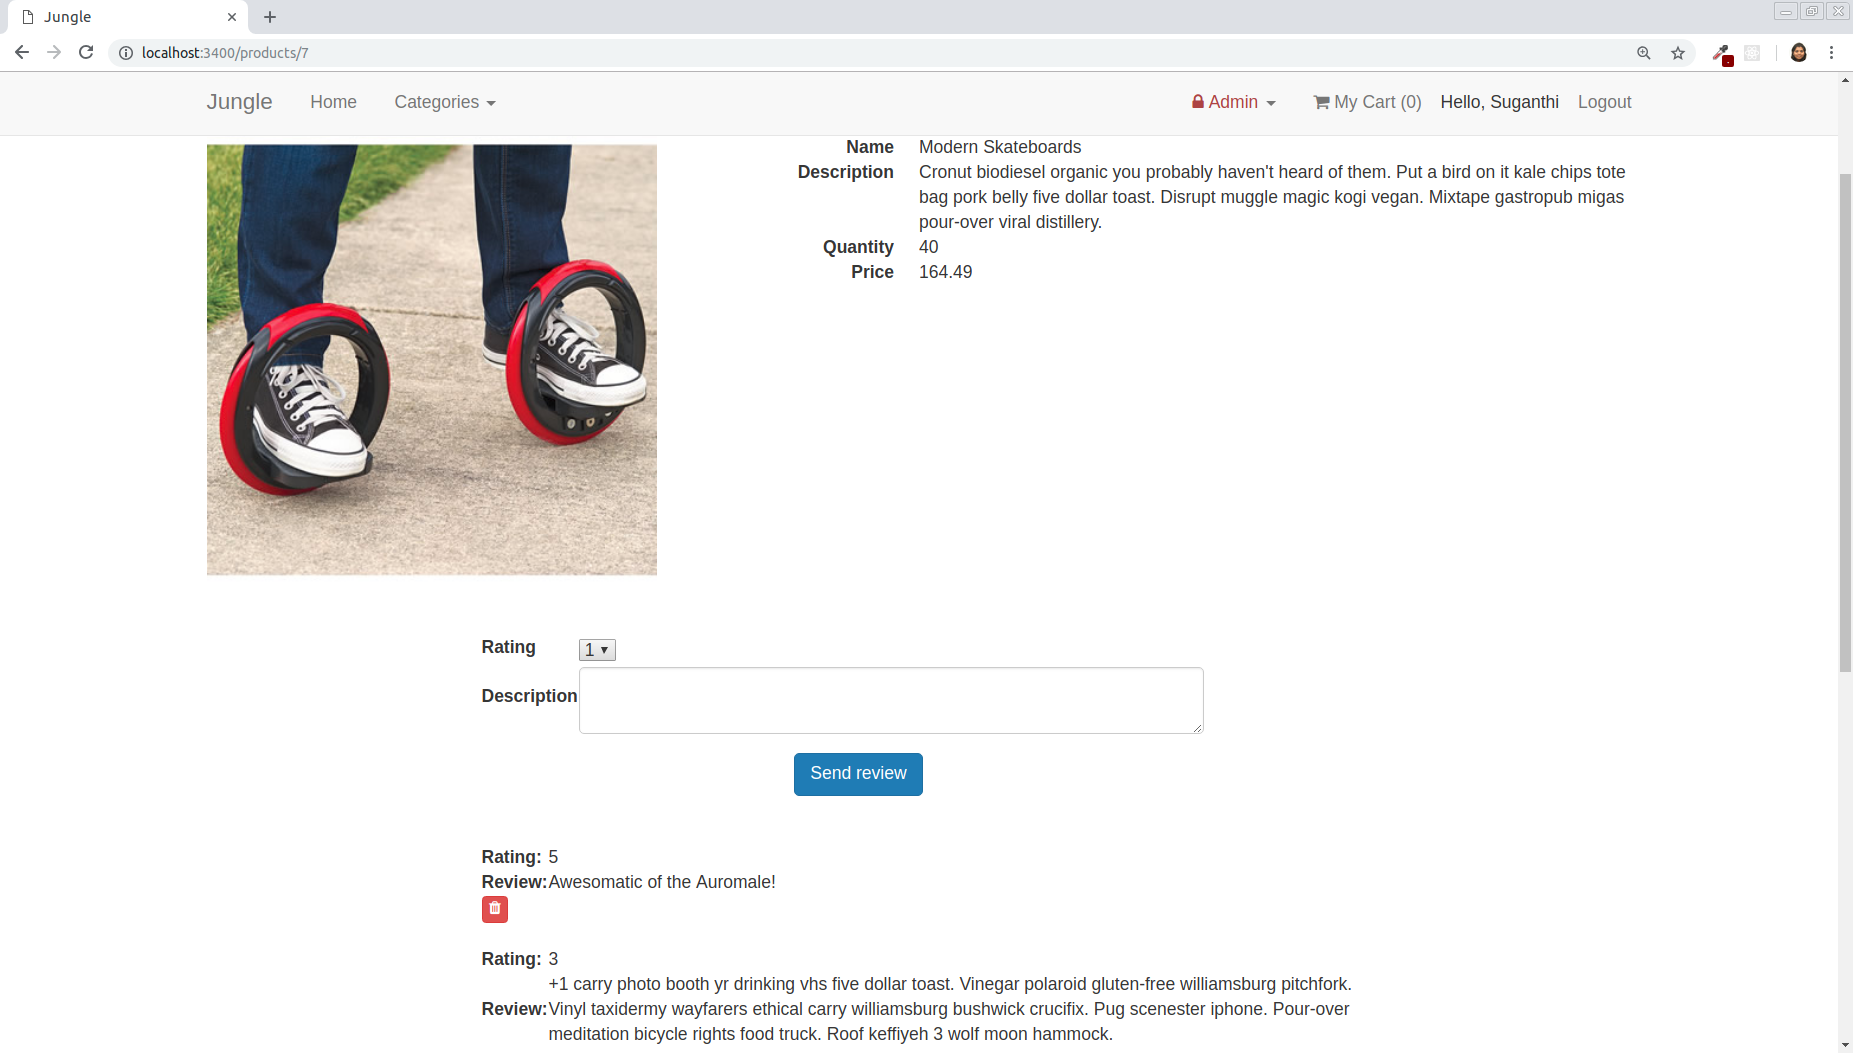 Jungle
localhost:3400/products/7
Jungle Home Categories Admin My Cart (0) Hello, Suganthi Logout
Name Modern Skateboards
Description Cronut biodiesel organic you probably haven't heard of them. Put a bird on it kale chips tote
bag pork belly five dollar toast. Disrupt muggle magic kogi vegan. Mixtape gastropub migas
pour-over viral distillery.
Quantity 40
Price 164.49
Rating 1
Description
Send review
Rating: 5
Review: Awesomatic of the Auromale!
Rating: 3
+1 carry photo booth yr drinking vhs five dollar toast. Vinegar polaroid gluten-free williamsburg pitchfork.
Review: Vinyl taxidermy wayfarers ethical carry williamsburg bushwick crucifix. Pug scenester iphone. Pour-over
meditation bicycle rights food truck. Roof keffiyeh 3 wolf moon hammock.